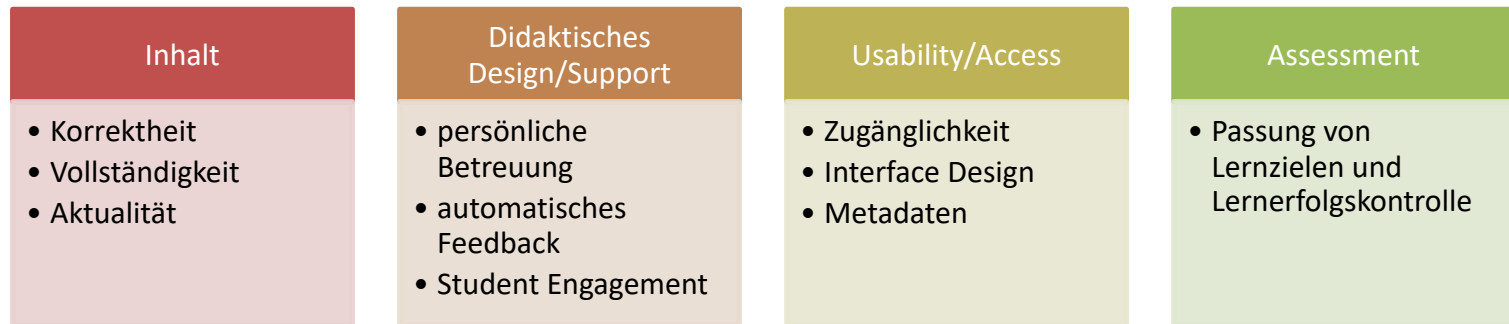 Inhalt
• Korrektheit
• Vollständigkeit
• Aktualität
Didaktisches
Design/Support
• persönliche
Betreuung
• automatisches
Feedback
• Student Engagement
Usability/Access
• Zugänglichkeit
• Interface Design
• Metadaten
Assessment
• Passung von
Lernzielen und
Lernerfolgskontrolle